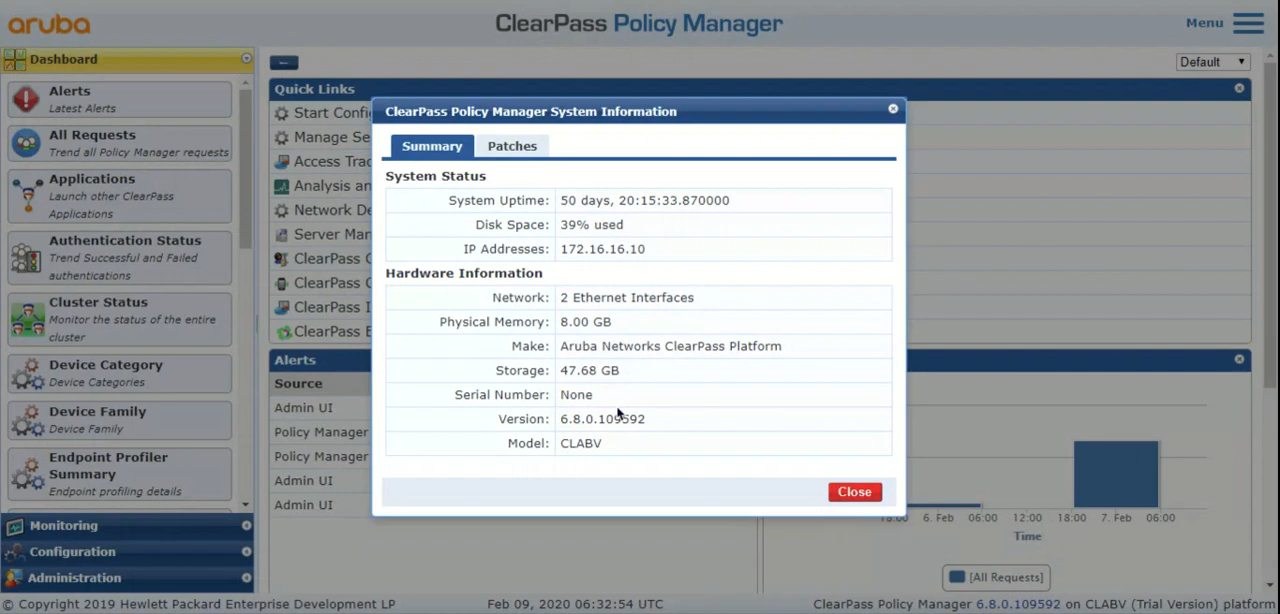 aruba
ClearPass Policy Manager
Menu
Dashboard
Default
Alerts
Latest Alerts
All Requests
Trend all Policy Manager requests
Applications
Launch other ClearPass
Applications
Authentication Status
Trend Successful and Failed
authentications
Cluster Status
Monitor the status of the entire
cluster
Device Category
Device Categories
Device Family
Device Family
Endpoint Profiler
Summary
Endpoint profiling details
Monitoring
Configuration
Administration
Quick Links
Start Confi
Manage Se
Access Trac
Analysis an
Network De
Server Man
ClearPass
ClearPass
ClearPass I
ClearPass E
Alerts
Source
Admin UI
Policy Manager
Policy Manager
Admin UI
Admin UI
ClearPass Policy Manager System Information
Summary Patches
System Status
System Uptime: 50 days, 20:15:33.870000
Disk Space: 39% used
IP Addresses: 172.16.16.10
Hardware Information
Network: 2 Ethernet Interfaces
Physical Memory: 8.00 GB
Make: Aruba Networks ClearPass Platform
Storage: 47.68 GB
Serial Number: None
Version: 6.8.0.109592
Model: CLABV
Close
6. Feb 06:00 12:00 18:00 7. Feb 06:00
Time
[All Requests]
© Copyright 2019 Hewlett Packard Enterprise Development LP
Feb 09, 2020 06:32:54 UTC
ClearPass Policy Manager 6.8.0.109592 on CLABV (Trial Version) platform